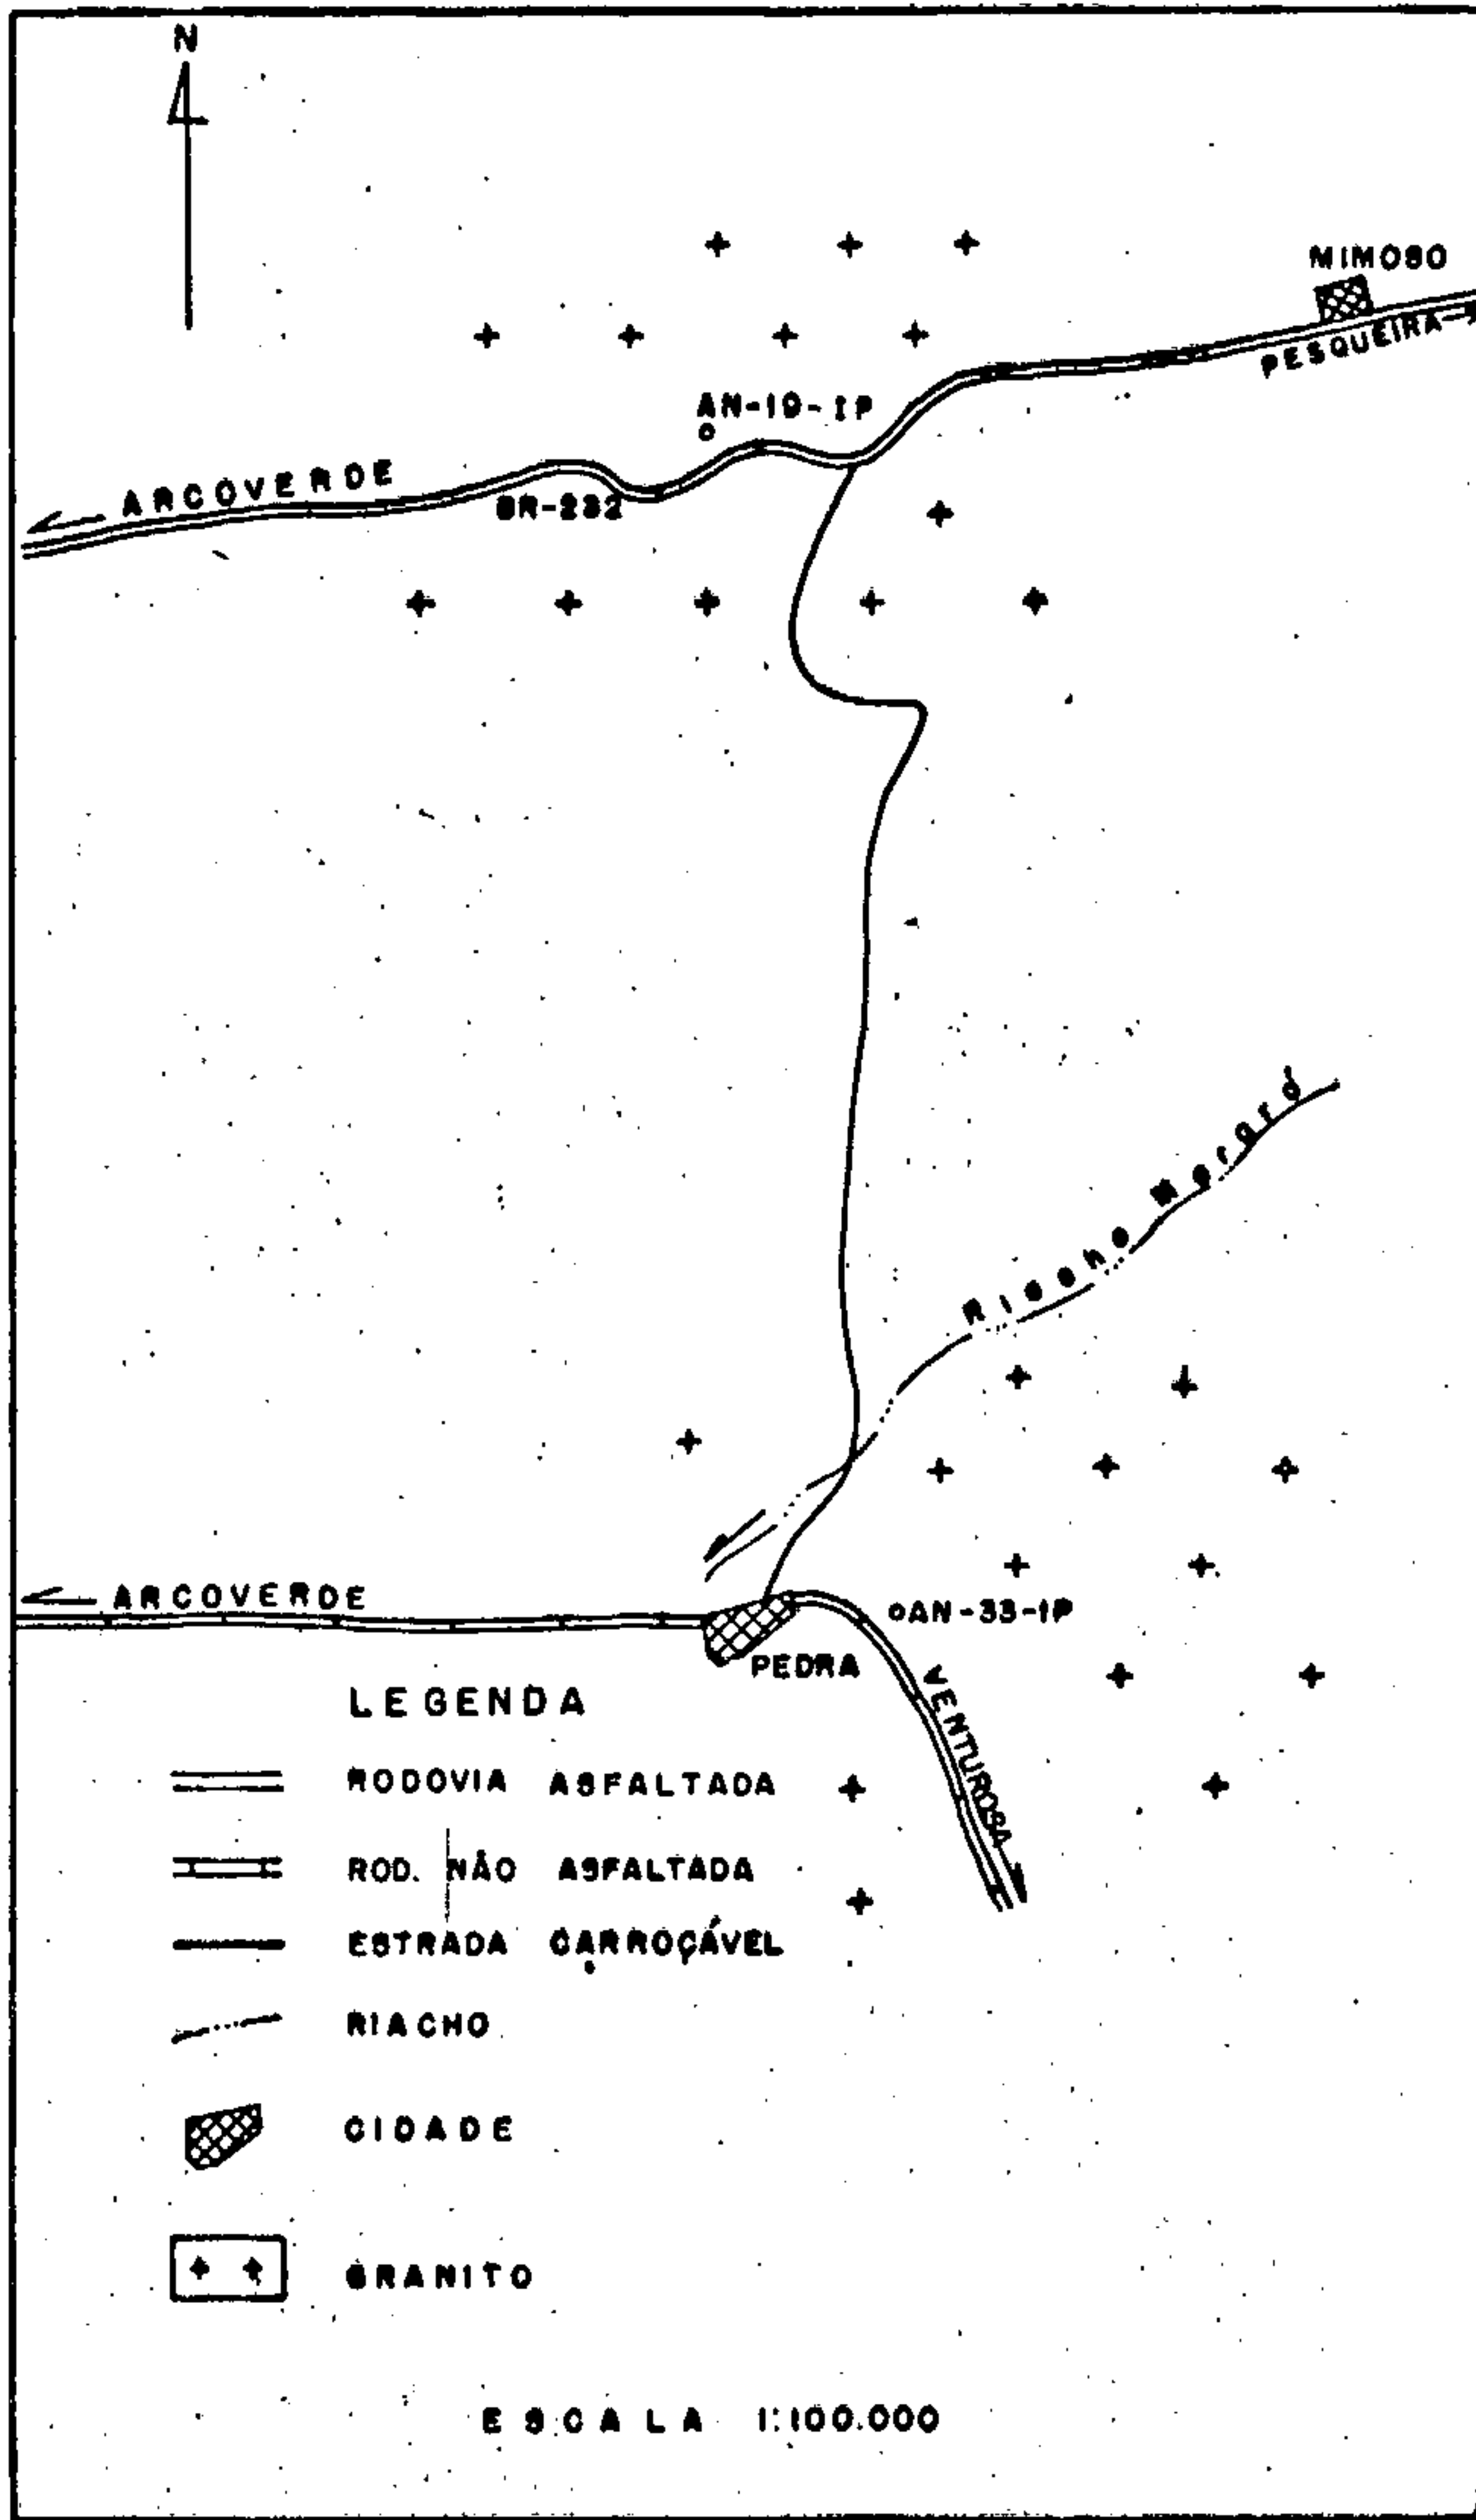 N
MIMOSO
PESQUEIRA
AN-19-IP
ARCOVERDE
BR-232
Riacho
ARCOVERDE
AN-33-IP
PEDRA
VENTUROSA
LEGENDA
RODOVIA ASFALTADA
ROD. NÃO ASFALTADA
ESTRADA CARROÇÁVEL
RIACHO
CIDADE
GRANITO
ESCALA 1:100.000